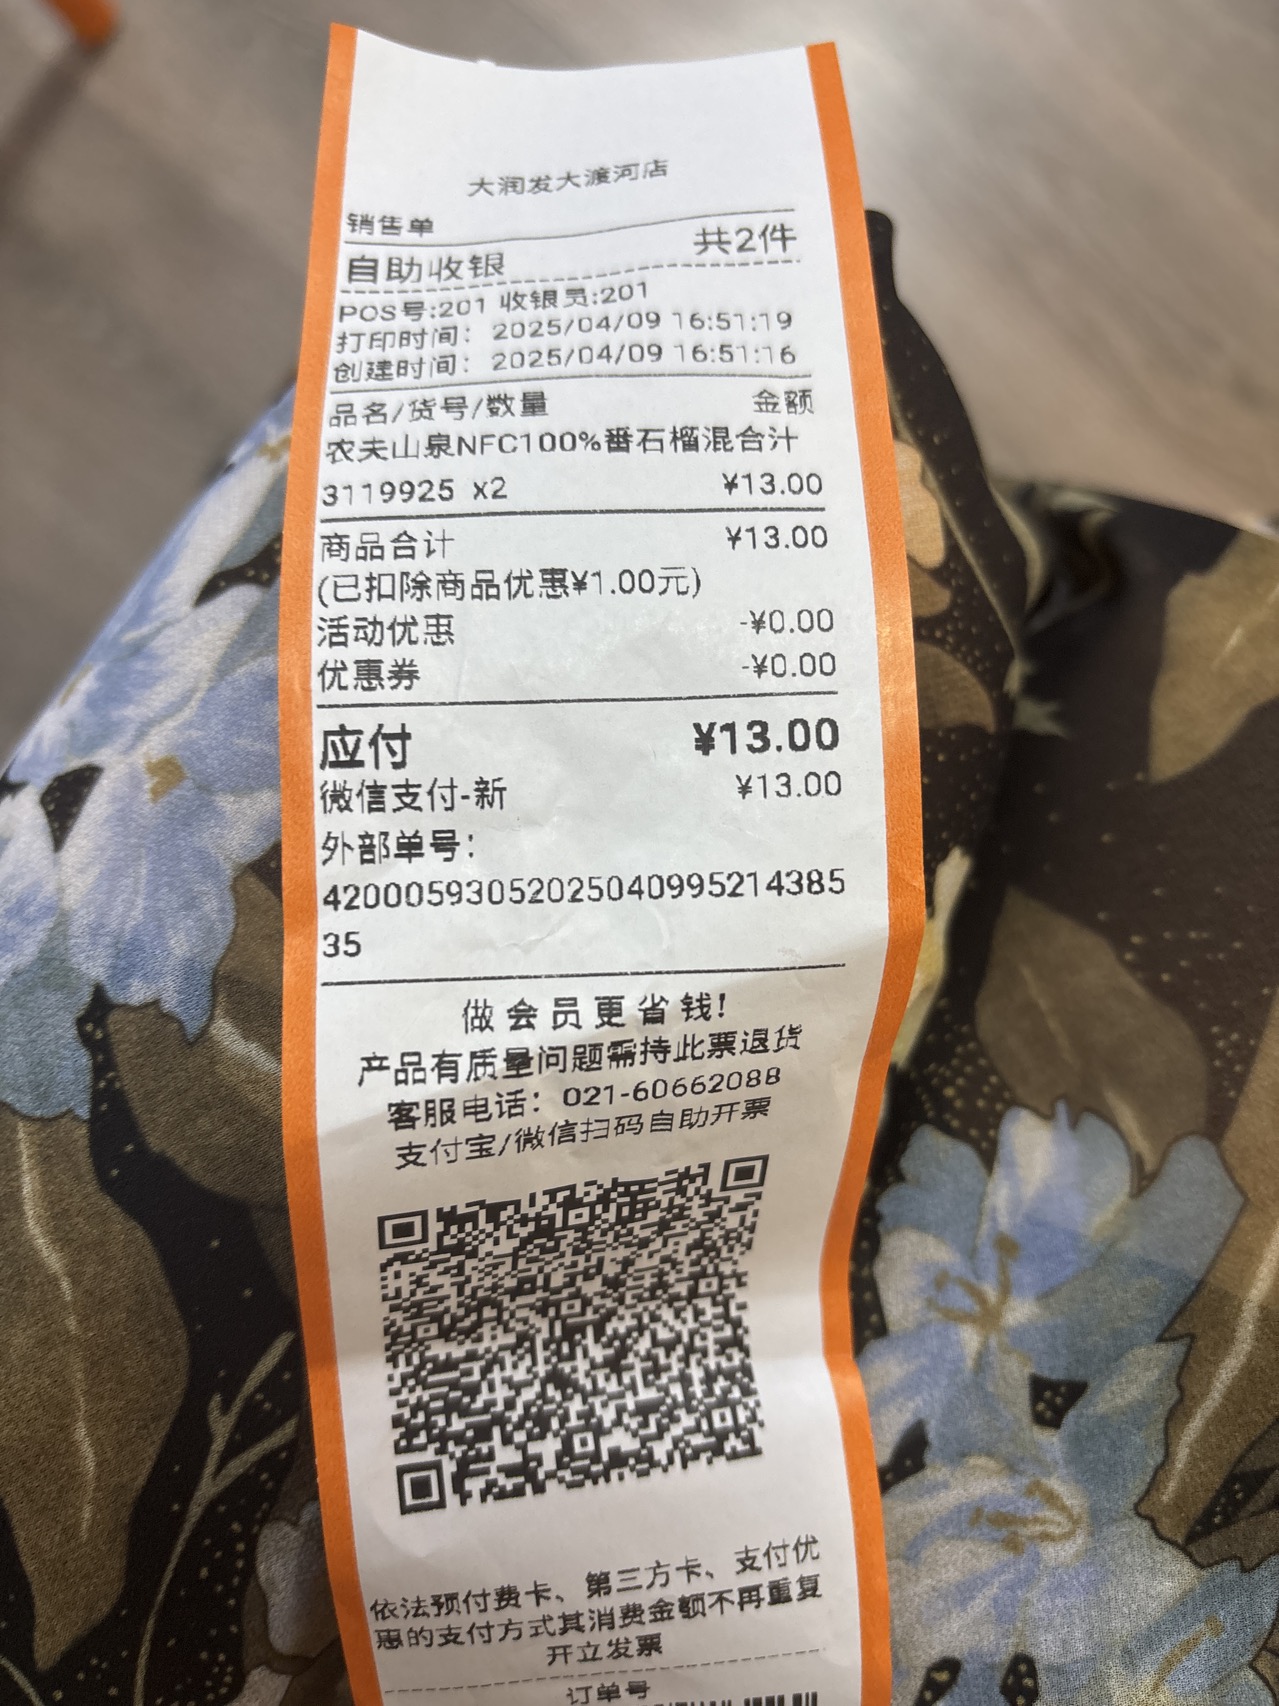 大润发大渡河店
销售单
共2件
自助收银
POS号:201 收银员:201
打印时间： 2025/04/09 16:51:19
创建时间： 2025/04/09 16:51:16
品名/货号/数量 金额
农夫山泉NFC100%番石榴混合汁
3119925 x2 ¥13.00
商品合计 ¥13.00
(已扣除商品优惠¥1.00元)
活动优惠 -¥0.00
优惠券 -¥0.00
应付 ¥13.00
微信支付-新 ¥13.00
外部单号：
42000593052025040995214385
35
做会员更省钱!
产品有质量问题需持此票退货
客服电话： 021-60662088
支付宝/微信扫码自助开票
依法预付费卡、第三方卡、支付优
惠的支付方式其消费金额不再重复
开立发票
订单号